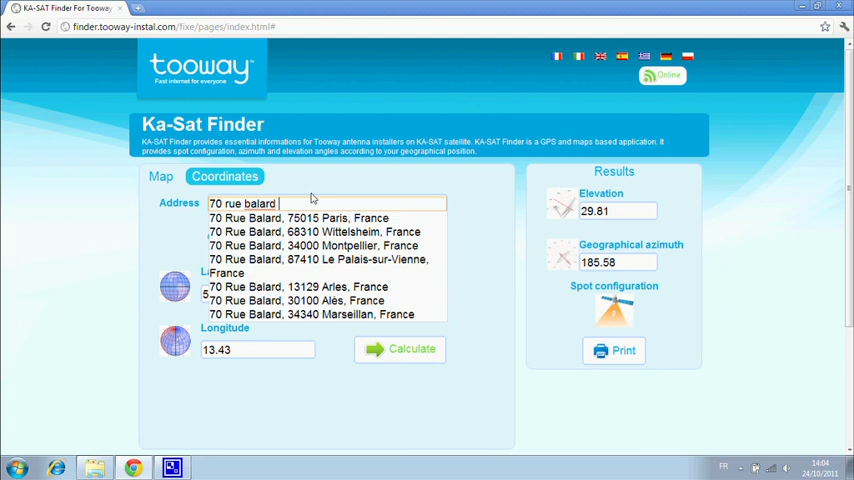 KA-SAT Finder For Tooway
finder.tooway-instal.com/fixe/pages/index.html#
tooway
Fast internet for everyone
Online
Ka-Sat Finder
KA-SAT Finder provides essential informations for Tooway antenna installers on KA-SAT satellite. KA-SAT Finder is a GPS and maps based application. It
provides spot configuration, azimuth and elevation angles according to your geographical position.
Map
Coordinates
Address
70 rue balard
70 Rue Balard, 75015 Paris, France
70 Rue Balard, 68310 Wittelsheim, France
70 Rue Balard, 34000 Montpellier, France
70 Rue Balard, 87410 Le Palais-sur-Vienne,
France
70 Rue Balard, 13129 Arles, France
70 Rue Balard, 30100 Alès, France
70 Rue Balard, 34340 Marseillan, France
Longitude
13.43
Calculate
Results
Elevation
29.81
Geographical azimuth
185.58
Spot configuration
Print
FR
14:04
24/10/2011